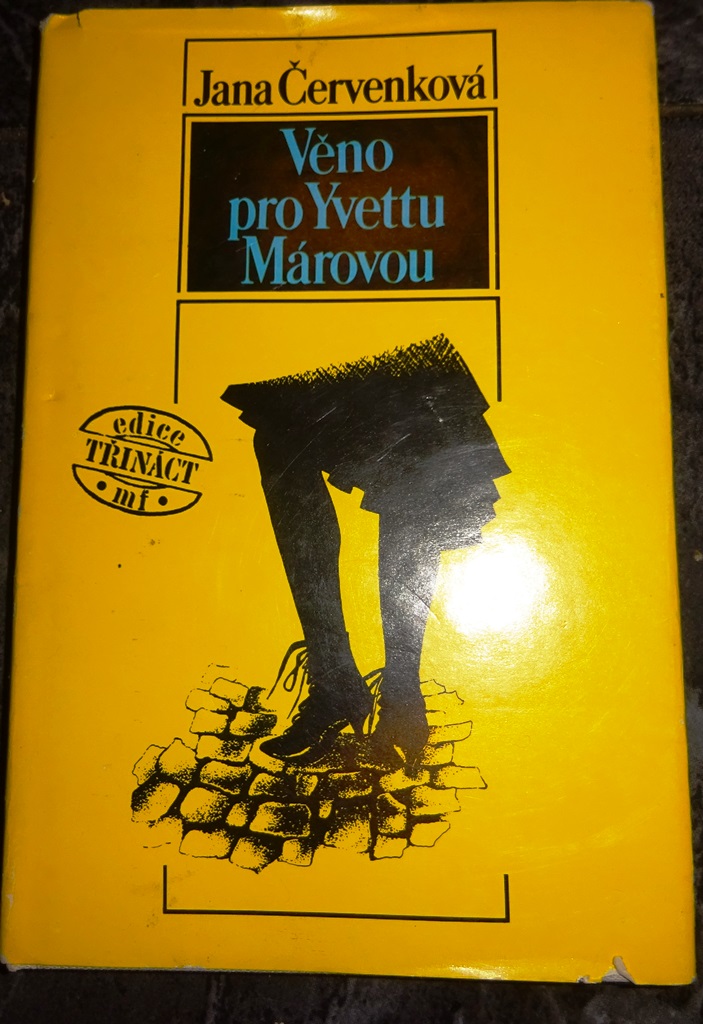 Jana Červenková
Věno
pro Yvettu
Márovou
edice
TŘINÁCT
• mf •